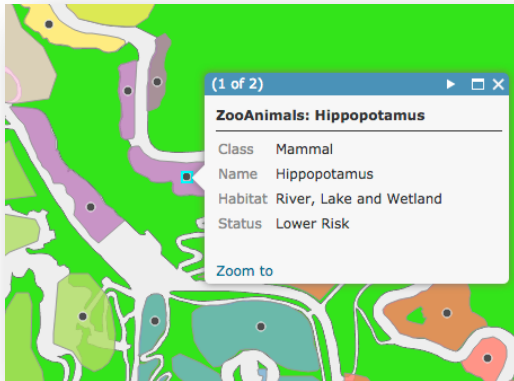 (1 of 2)
ZooAnimals: Hippopotamus
Class Mammal
Name Hippopotamus
Habitat River, Lake and Wetland
Status Lower Risk
Zoom to